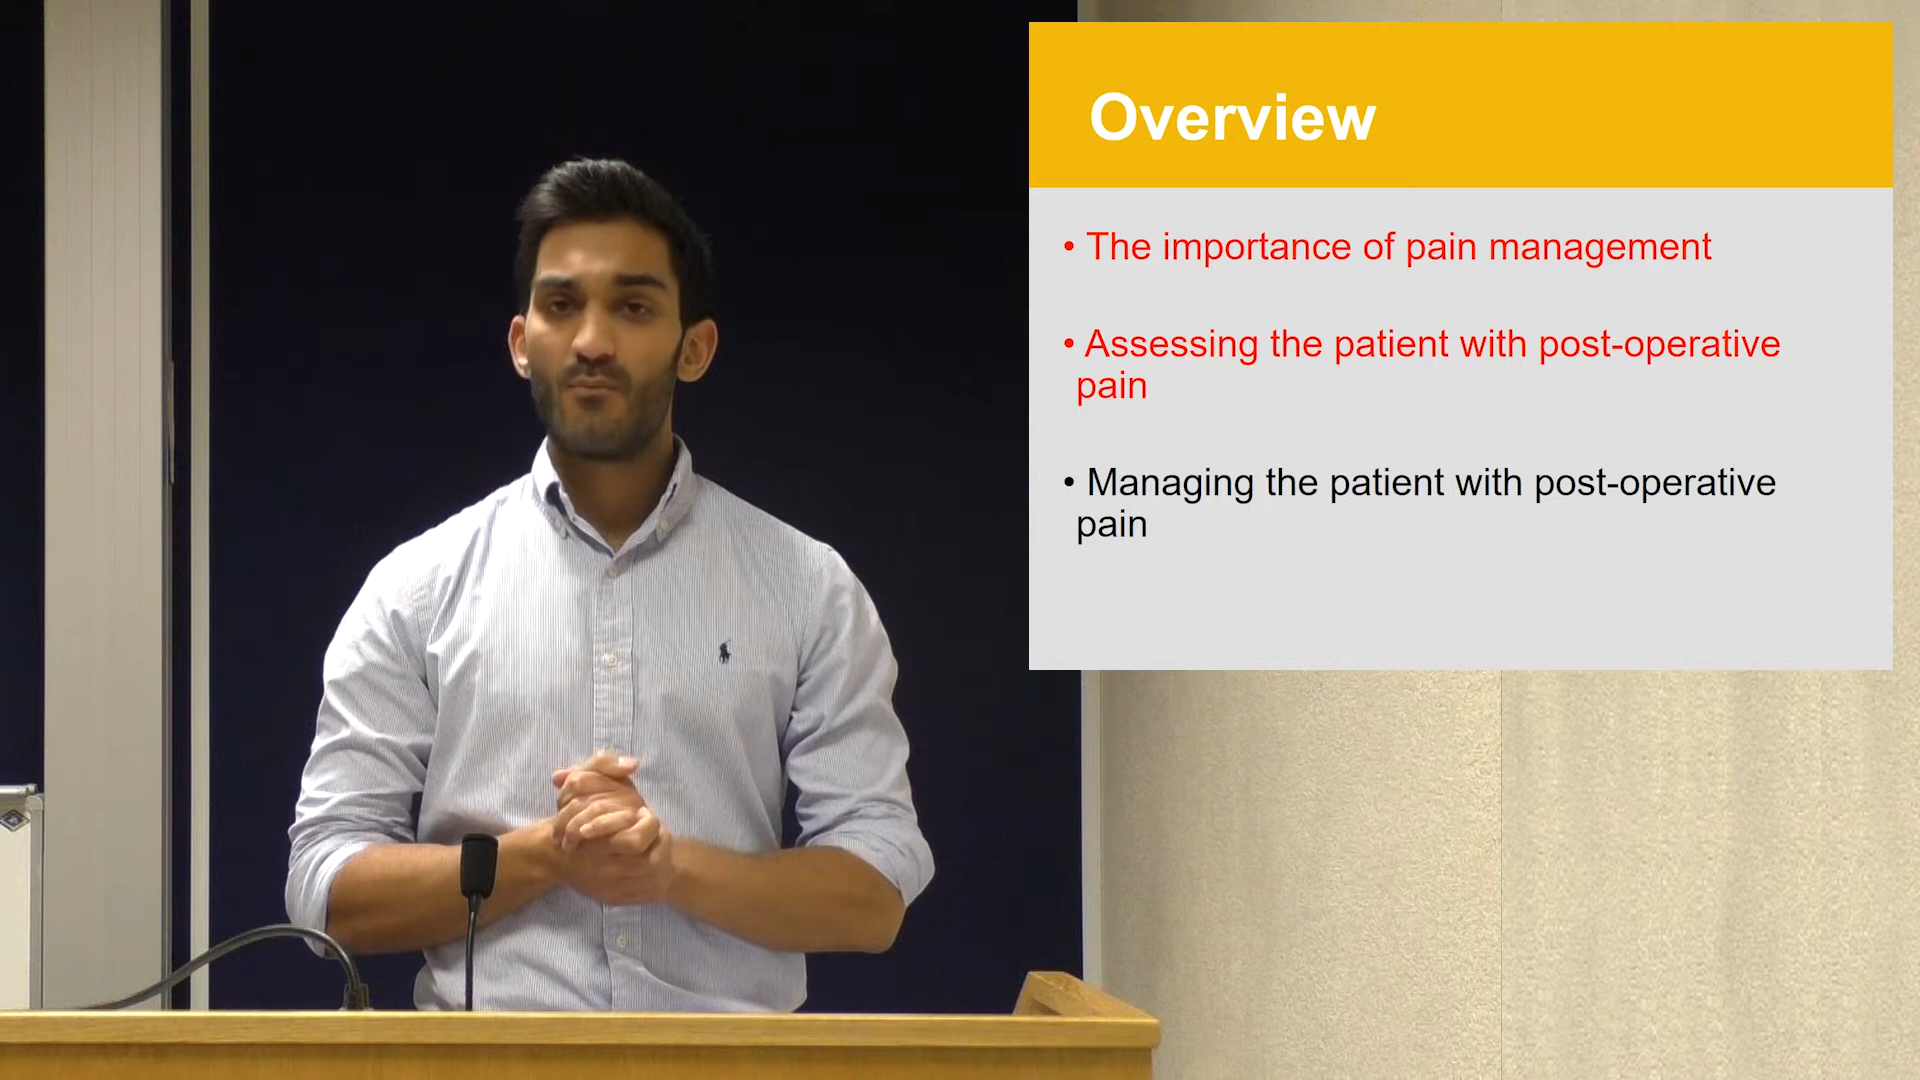 Overview
• The importance of pain management
• Assessing the patient with post-operative
pain
• Managing the patient with post-operative
pain